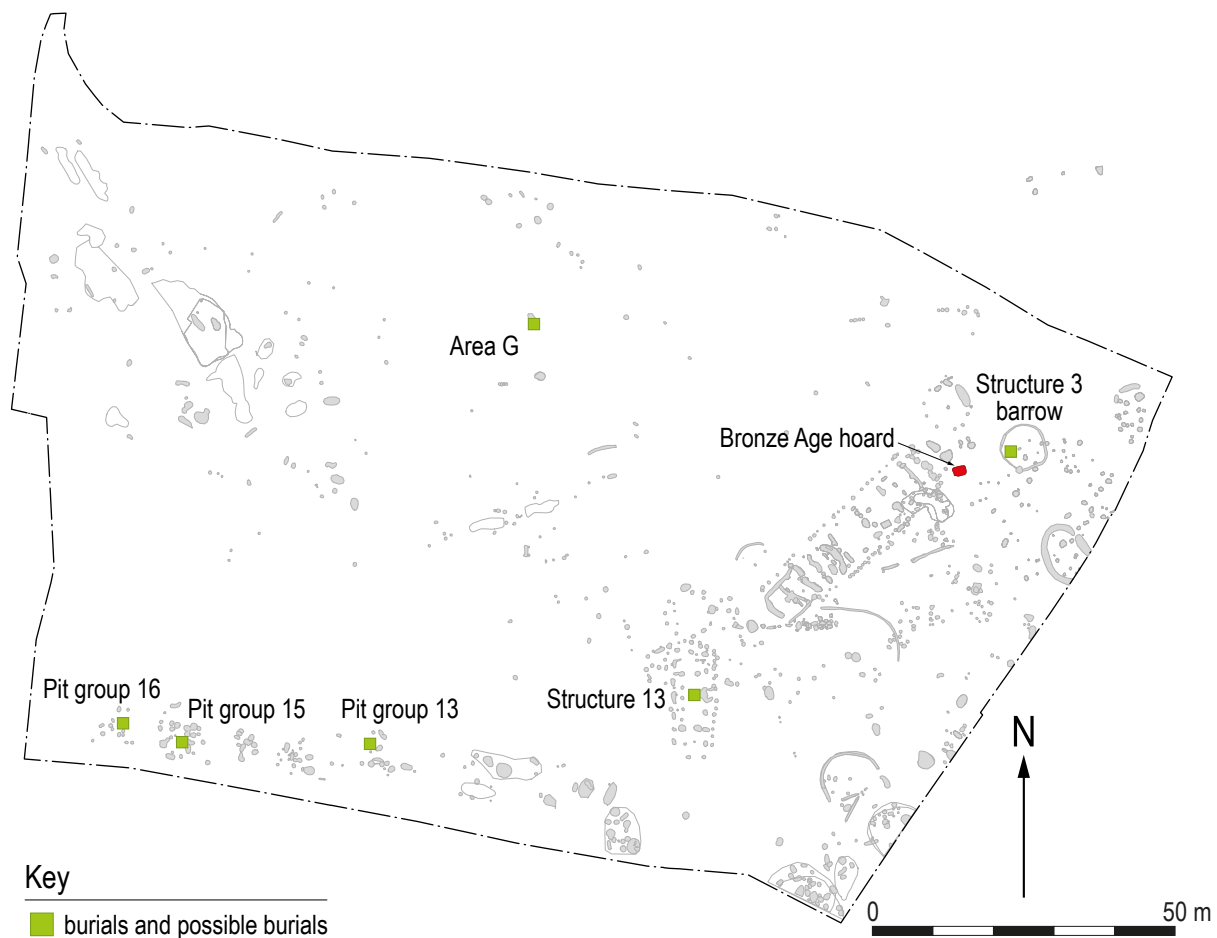 Area G
Structure 3
barrow
Bronze Age hoard
Pit group 16
Pit group 15
Pit group 13
Structure 13
N
Key
burials and possible burials
0
50 m